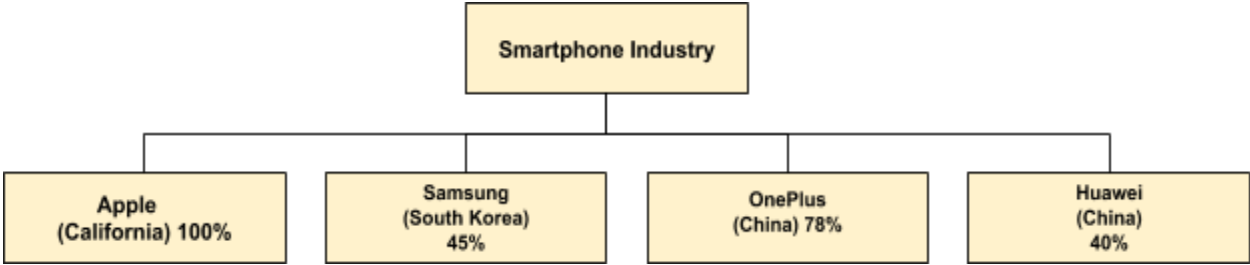 Smartphone Industry
Apple
(California) 100%
Samsung
(South Korea)
45%
OnePlus
(China) 78%
Huawei
(China)
40%